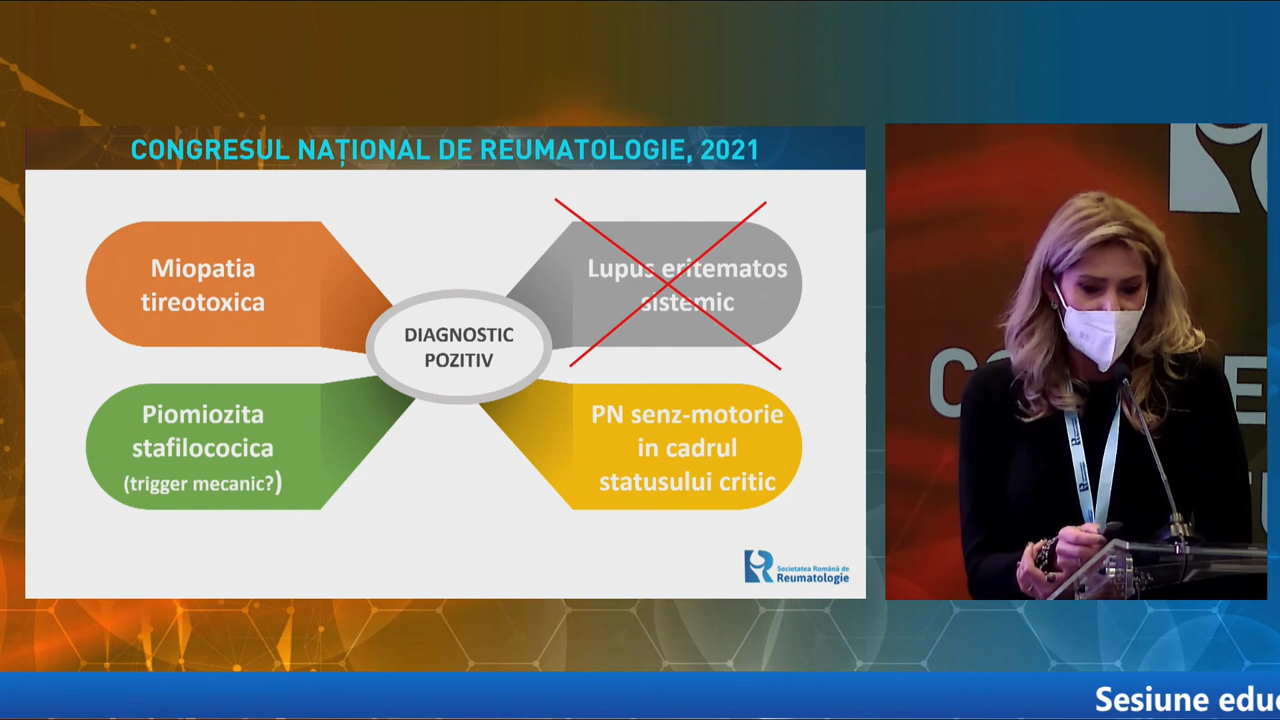 CONGRESUL NAȚIONAL DE REUMATOLOGIE, 2021
Miopatia
tireotoxica
Lupus eritematos
sistemic
DIAGNOSTIC
POZITIV
Piomiozita
stafilococica
(trigger mecanic?)
PN senz-motorie
in cadrul
statusului critic
Societatea Română de
Reumatologie
Sesiune educ